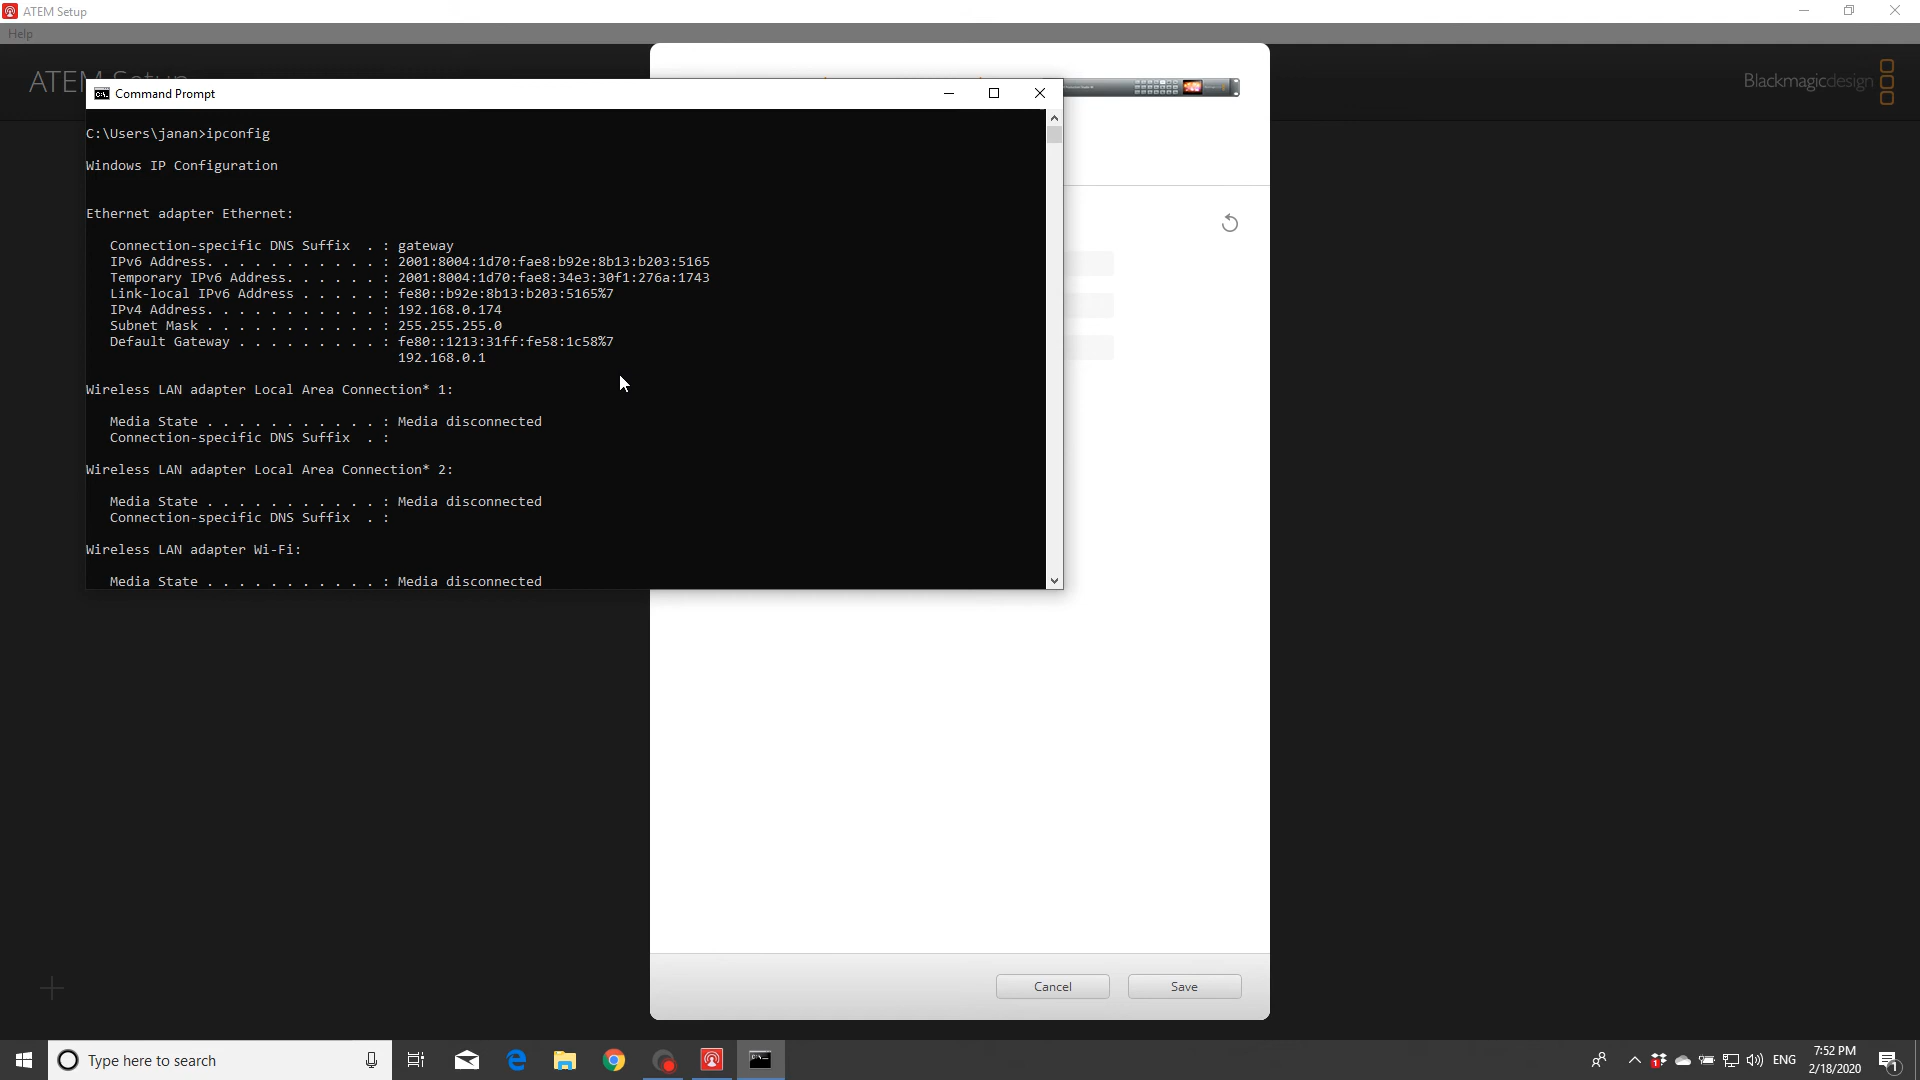 ATEM Setup
Help
ATEM Setup
Blackmagicdesign
Command Prompt
C:\Users\janan>ipconfig
Windows IP Configuration
Ethernet adapter Ethernet:
Connection-specific DNS Suffix  . : gateway
IPv6 Address. . . . . . . . . . . : 2001:8004:1d70:fae8:b92e:8b13:b203:5165
Temporary IPv6 Address. . . . . . : 2001:8004:1d70:fae8:34e3:30f1:276a:1743
Link-local IPv6 Address . . . . . : fe80::b92e:8b13:b203:5165%7
IPv4 Address. . . . . . . . . . . : 192.168.0.174
Subnet Mask . . . . . . . . . . . : 255.255.255.0
Default Gateway . . . . . . . . . : fe80::1213:31ff:fe58:1c58%7
192.168.0.1
Wireless LAN adapter Local Area Connection* 1:
Media State . . . . . . . . . . . : Media disconnected
Connection-specific DNS Suffix  . :
Wireless LAN adapter Local Area Connection* 2:
Media State . . . . . . . . . . . : Media disconnected
Connection-specific DNS Suffix  . :
Wireless LAN adapter Wi-Fi:
Media State . . . . . . . . . . . : Media disconnected
Cancel
Save
Type here to search
ENG
7:52 PM
2/18/2020
1